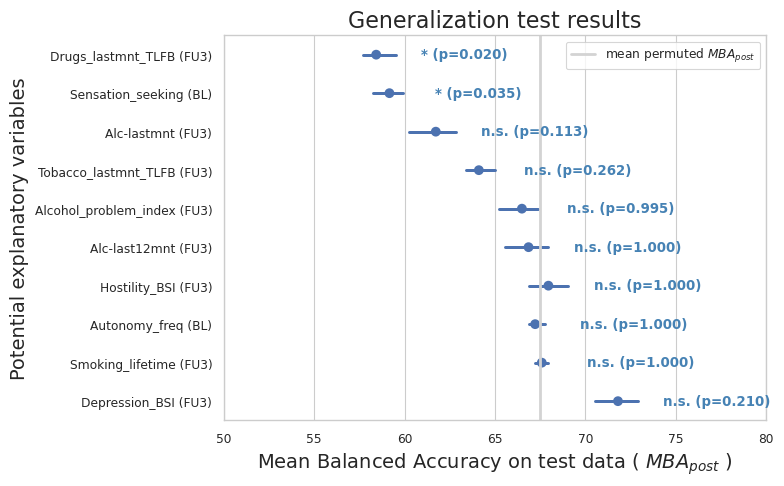 Generalization test results
mean permuted MBA_post
Potential explanatory variables
Drugs_lastmnt_TLFB (FU3) * (p=0.020)
Sensation_seeking (BL) * (p=0.035)
Alc-lastmnt (FU3) n.s. (p=0.113)
Tobacco_lastmnt_TLFB (FU3) n.s. (p=0.262)
Alcohol_problem_index (FU3) n.s. (p=0.995)
Alc-last12mnt (FU3) n.s. (p=1.000)
Hostility_BSI (FU3) n.s. (p=1.000)
Autonomy_freq (BL) n.s. (p=1.000)
Smoking_lifetime (FU3) n.s. (p=1.000)
Depression_BSI (FU3) n.s. (p=0.210)
50 55 60 65 70 75 80
Mean Balanced Accuracy on test data ( MBA_post )